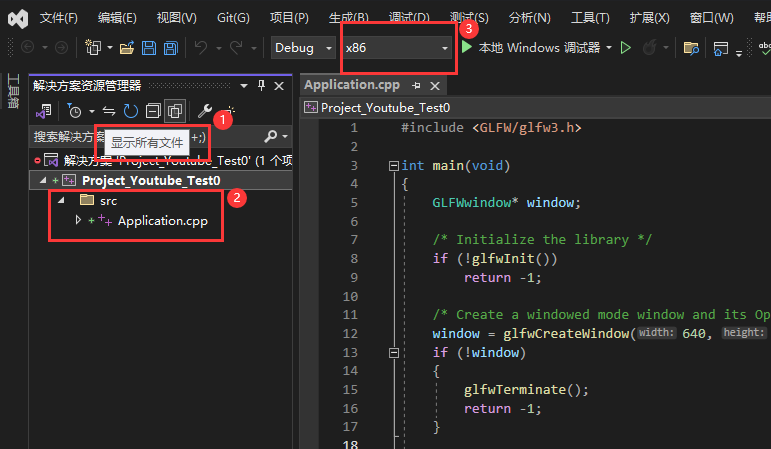 文件(F) 编辑(E) 视图(V) Git(G) 项目(P) 生成(B) 调试(D) 测试(S) 分析(N) 工具(T) 扩展(X) 窗口(W)
3
Debug x86 本地 Windows 调试器
工具箱
解决方案资源管理器
Application.cpp
Project_Youtube_Test0
1
搜索解决方 +;)
显示所有文件
解决方案'Project_Youtube_Test0' (1 个项
Project_Youtube_Test0
2
src
Application.cpp
1 #include <GLFW/glfw3.h>
2
3 int main(void)
4 {
5 GLFWwindow* window;
6
7 /* Initialize the library */
8 if (!glfwInit())
9 return -1;
10
11 /* Create a windowed mode window and its Op
12 window = glfwCreateWindow(width: 640, height:
13 if (!window)
14 {
15 glfwTerminate();
16 return -1;
17 }
18